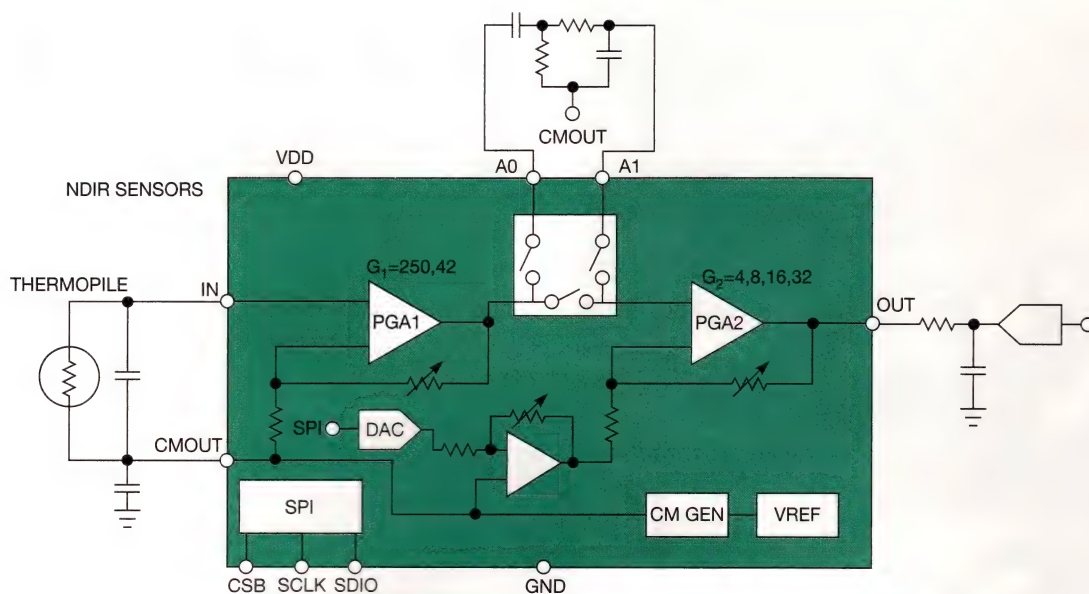 CMOUT
A0
A1
VDD
NDIR SENSORS
THERMOPILE
IN
G1=250,42
G2=4,8,16,32
OUT
PGA1
PGA2
SPI
DAC
CMOUT
SPI
CM GEN
VREF
CSB
SCLK
SDIO
GND